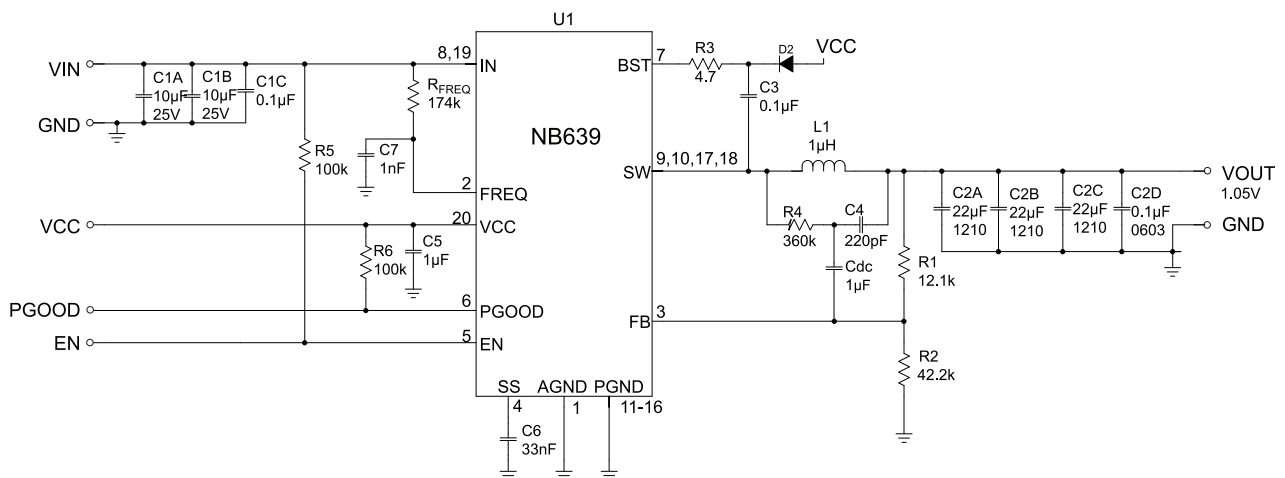 U1
NB639
VIN
GND
C1A
10µF
25V
C1B
10µF
25V
C1C
0.1µF
RFREQ
174k
8,19
IN
R5
100k
C7
1nF
2
FREQ
VCC
20
VCC
R6
100k
C5
1µF
PGOOD
6
PGOOD
EN
5
EN
SS
4
C6
33nF
AGND
1
PGND
11-16
BST
7
R3
4.7
D2
VCC
C3
0.1µF
SW
9,10,17,18
L1
1µH
R4
360k
C4
220pF
Cdc
1µF
FB
3
R1
12.1k
R2
42.2k
C2A
22µF
1210
C2B
22µF
1210
C2C
22µF
1210
C2D
0.1µF
0603
VOUT
1.05V
GND